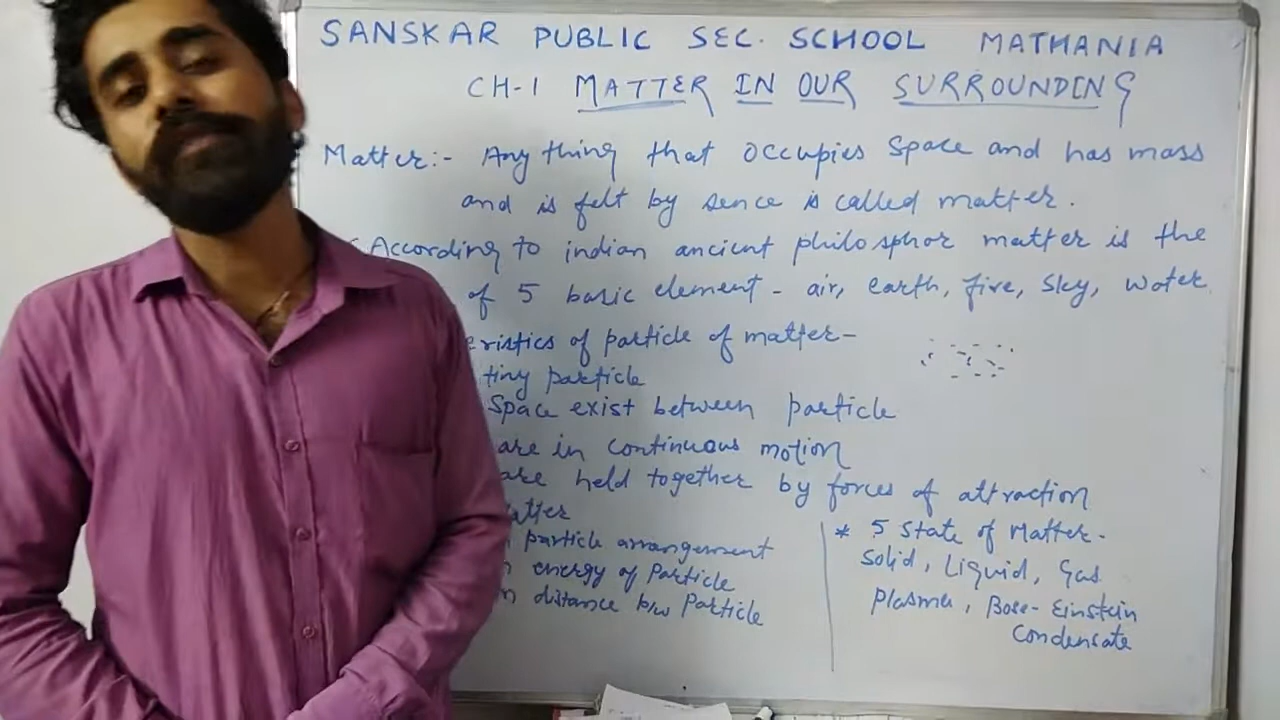 SANSKAR PUBLIC SEC. SCHOOL MATHANIA
CH-1 MATTER IN OUR SURROUNDING
Matter:- Any thing that occupies space and has mass
and is felt by sence is called matter.
According to indian ancient philosphor matter is the
of 5 basic element - air, earth, fire, sky, water
eristics of particle of matter-
tiny particle
Space exist between particle
are in continuous motion
are held together by forces of attraction
atter
particle arrangement
energy of Particle
distance b/w Particle
* 5 State of Matter-
Solid, Liquid, Gas
Plasma, Bose-Einstein
Condensate